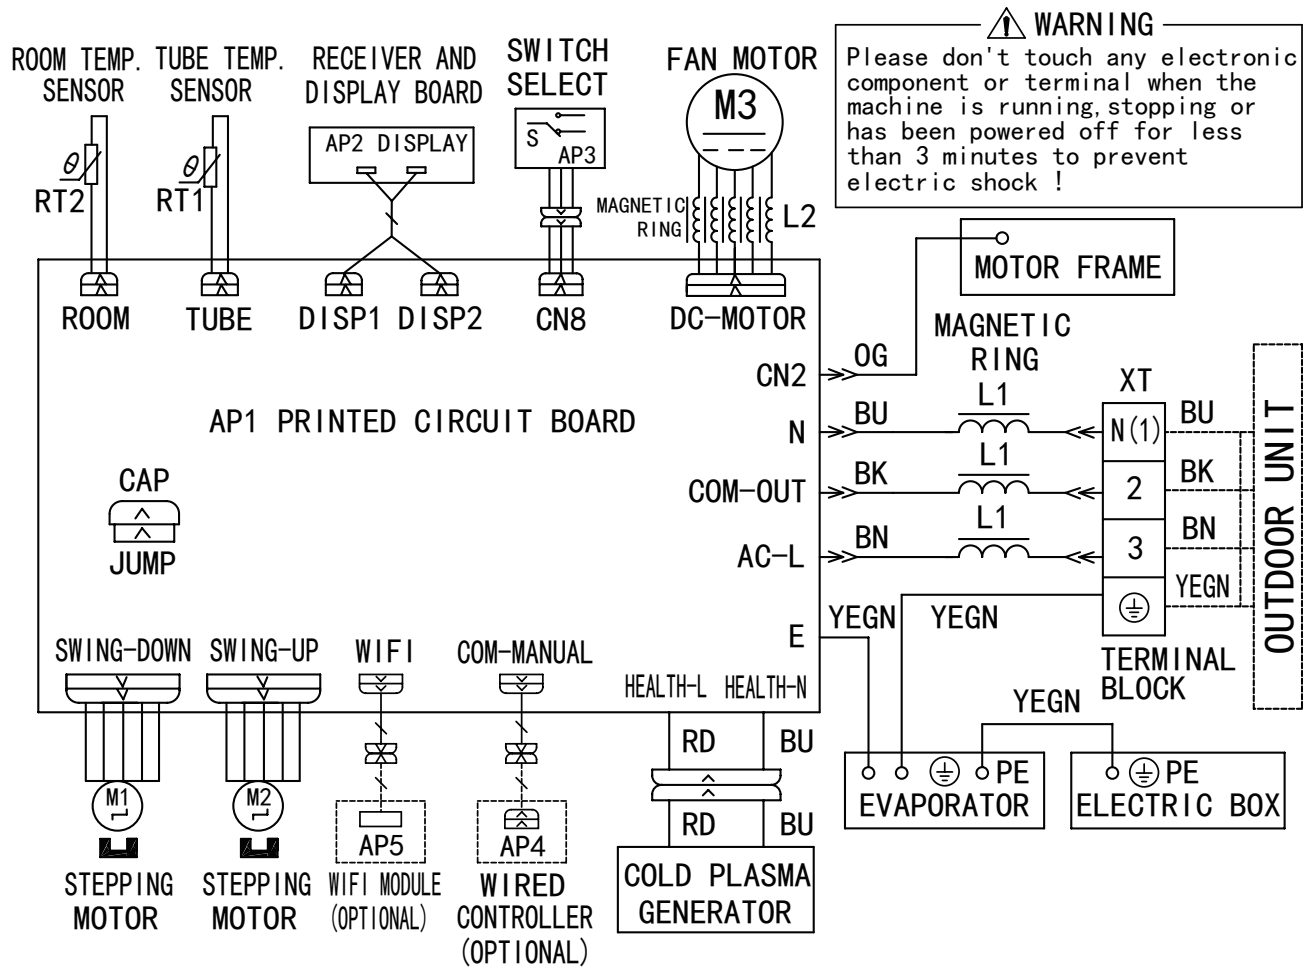 WARNING
Please don't touch any electronic
component or terminal when the
machine is running,stopping or
has been powered off for less
than 3 minutes to prevent
electric shock !
ROOM TEMP.
SENSOR
TUBE TEMP.
SENSOR
RECEIVER AND
DISPLAY BOARD
SWITCH
SELECT
FAN MOTOR
θ
RT2
θ
RT1
AP2 DISPLAY
S
AP3
M3
MAGNETIC
RING
L2
MOTOR FRAME
ROOM
TUBE
DISP1
DISP2
CN8
DC-MOTOR
MAGNETIC
RING
CN2
OG
AP1 PRINTED CIRCUIT BOARD
N
BU
L1
XT
N(1)
BU
COM-OUT
BK
L1
2
BK
AC-L
BN
L1
3
BN
YEGN
OUTDOOR UNIT
CAP
JUMP
E
YEGN
YEGN
TERMINAL
BLOCK
SWING-DOWN
SWING-UP
WIFI
COM-MANUAL
HEALTH-L
HEALTH-N
RD
BU
YEGN
PE
EVAPORATOR
PE
ELECTRIC BOX
M1
M2
AP5
AP4
RD
BU
STEPPING
MOTOR
STEPPING
MOTOR
WIFI MODULE
(OPTIONAL)
WIRED
CONTROLLER
(OPTIONAL)
COLD PLASMA
GENERATOR